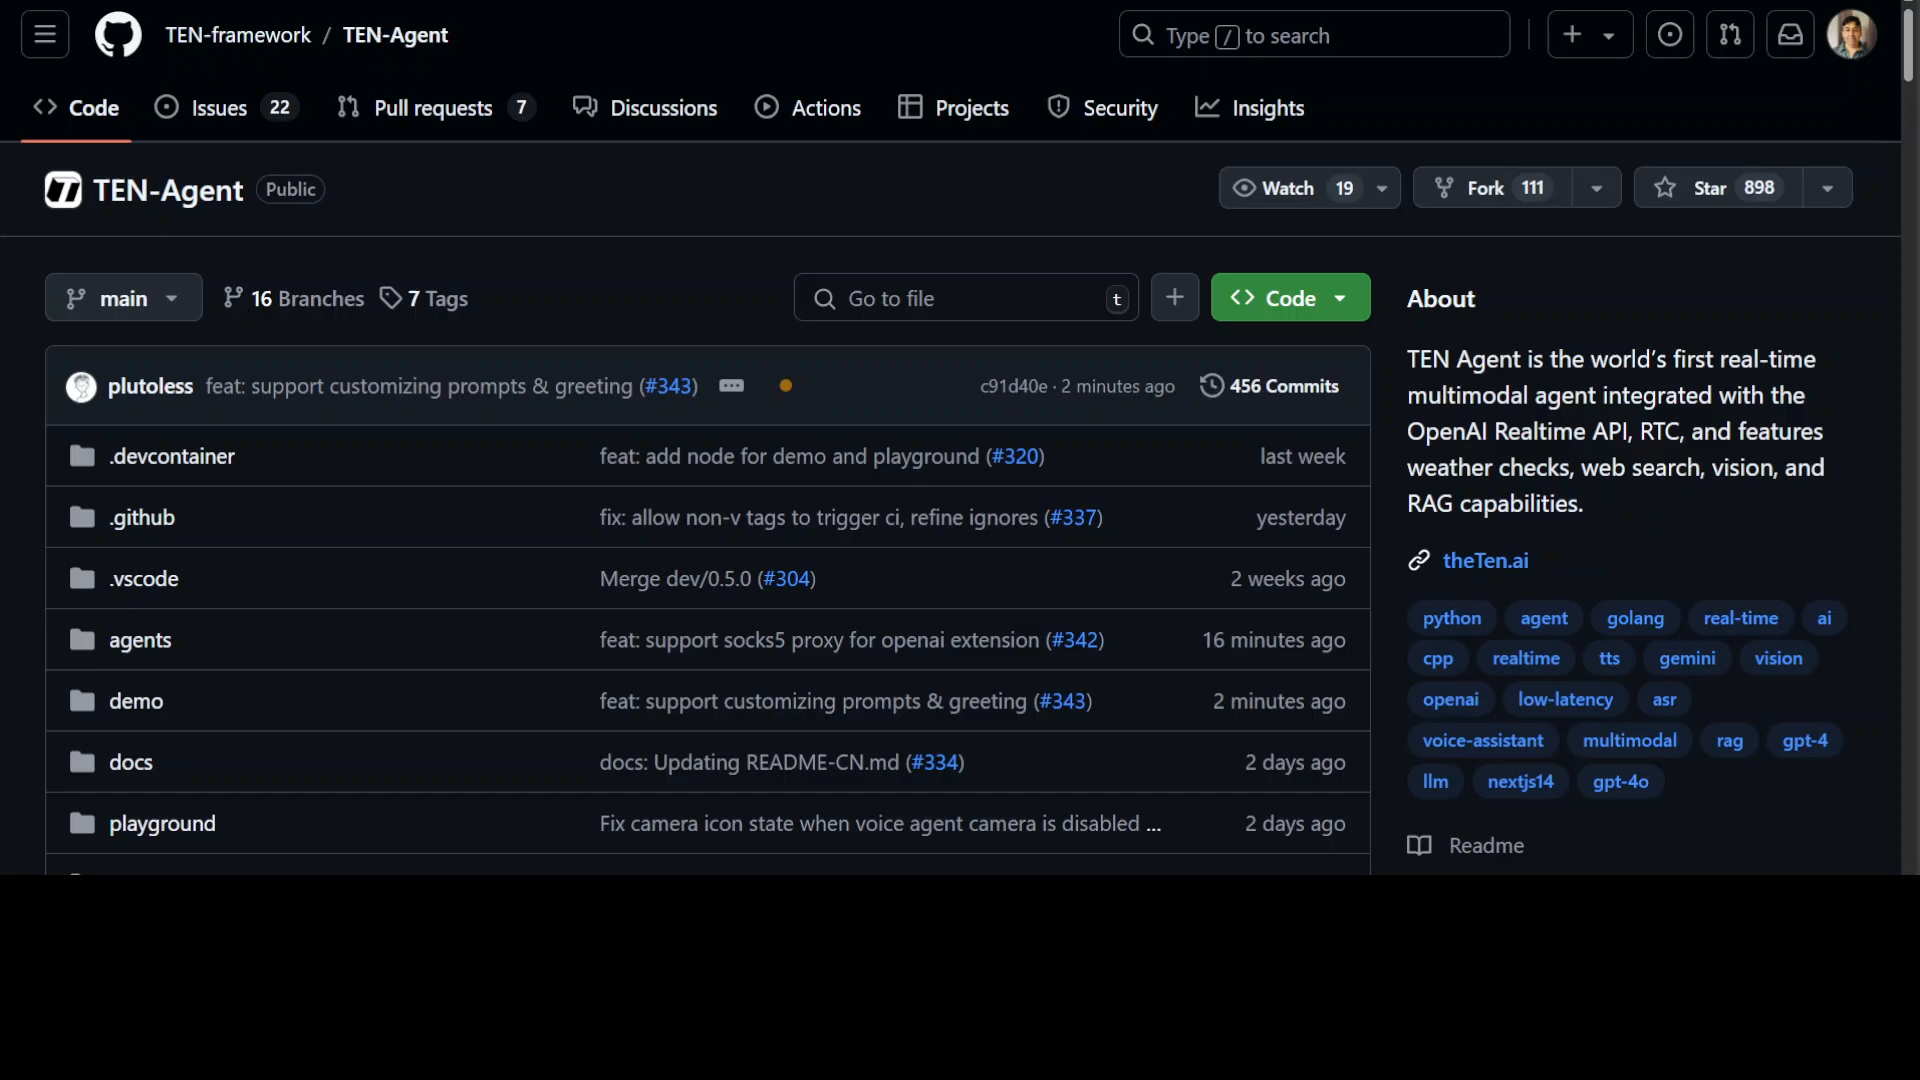 TEN-framework / TEN-Agent
Type / to search
Code Issues 22 Pull requests 7 Discussions Actions Projects Security Insights
TEN-Agent Public
Watch 19 Fork 111 Star 898
main 16 Branches 7 Tags Go to file t + Code
plutoless feat: support customizing prompts & greeting (#343) c91d40e · 2 minutes ago 456 Commits
.devcontainer feat: add node for demo and playground (#320) last week
.github fix: allow non-v tags to trigger ci, refine ignores (#337) yesterday
.vscode Merge dev/0.5.0 (#304) 2 weeks ago
agents feat: support socks5 proxy for openai extension (#342) 16 minutes ago
demo feat: support customizing prompts & greeting (#343) 2 minutes ago
docs docs: Updating README-CN.md (#334) 2 days ago
playground Fix camera icon state when voice agent camera is disabled ... 2 days ago
About
TEN Agent is the world’s first real-time
multimodal agent integrated with the
OpenAI Realtime API, RTC, and features
weather checks, web search, vision, and
RAG capabilities.
theTen.ai
python agent golang real-time ai
cpp realtime tts gemini vision
openai low-latency asr
voice-assistant multimodal rag gpt-4
llm nextjs14 gpt-4o
Readme